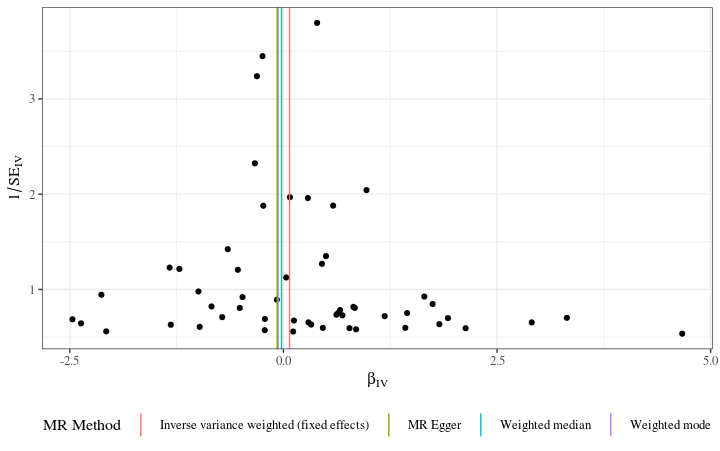 1/SE_IV
3
2
1
-2.5
0.0
2.5
5.0
β_IV
MR Method
Inverse variance weighted (fixed effects)
MR Egger
Weighted median
Weighted mode